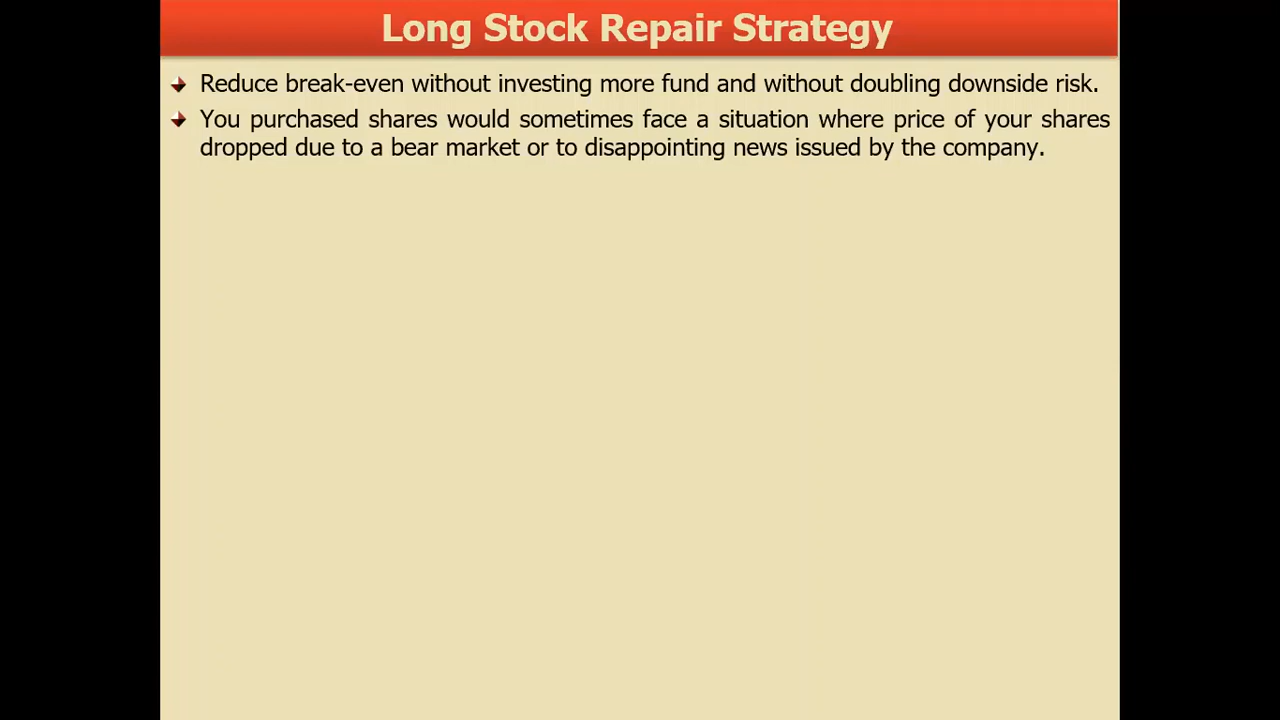 Long Stock Repair Strategy
Reduce break-even without investing more fund and without doubling downside risk.
You purchased shares would sometimes face a situation where price of your shares
dropped due to a bear market or to disappointing news issued by the company.